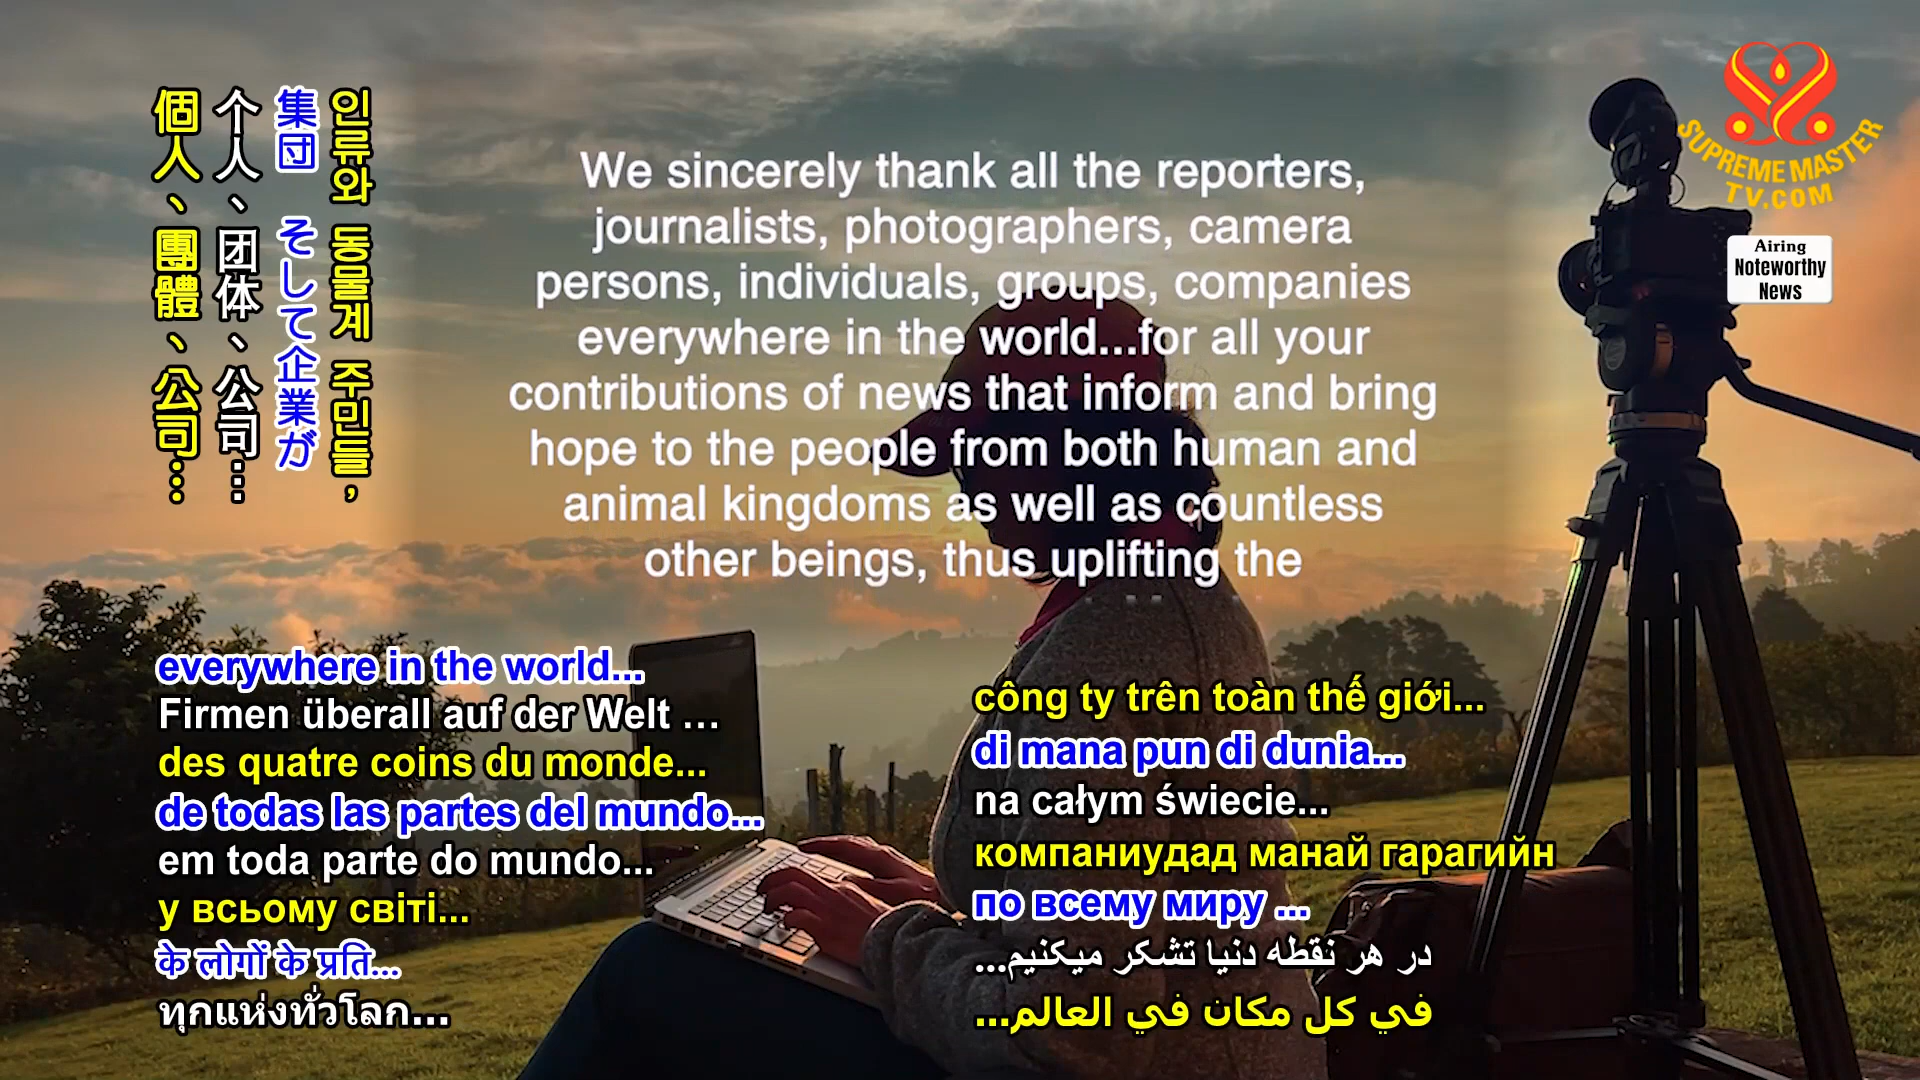 個人、團體、公司…
个人、团体、公司…
集団　そして企業が
인류와 동물계 주민들,
We sincerely thank all the reporters,
journalists, photographers, camera
persons, individuals, groups, companies
everywhere in the world...for all your
contributions of news that inform and bring
hope to the people from both human and
animal kingdoms as well as countless
other beings, thus uplifting the
SUPREME MASTER
TV.COM
Airing
Noteworthy
News
everywhere in the world...
Firmen überall auf der Welt …
des quatre coins du monde...
de todas las partes del mundo...
em toda parte do mundo...
у всьому світі...
के लोगों के प्रति...
ทุกแห่งทั่วโลก...
công ty trên toàn thế giới...
di mana pun di dunia...
na całym świecie...
компаниудад манай гарагийн
по всему миру ...
در هر نقطه دنیا تشکر میکنیم...
في كل مكان في العالم...